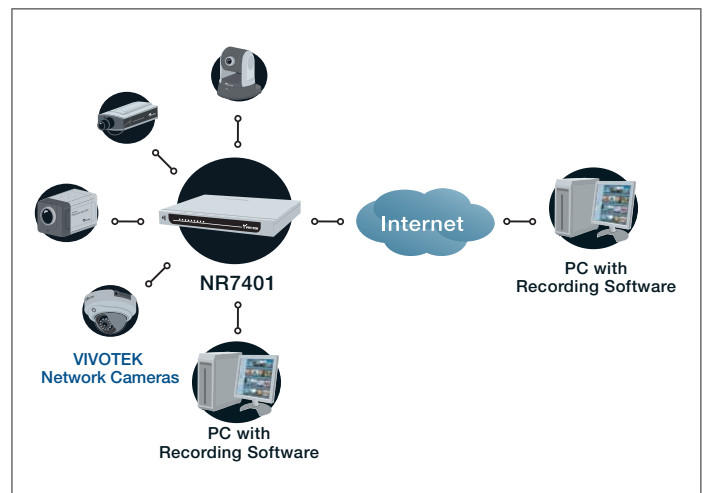 Internet
NR7401
PC with
Recording Software
VIVOTEK
Network Cameras
PC with
Recording Software